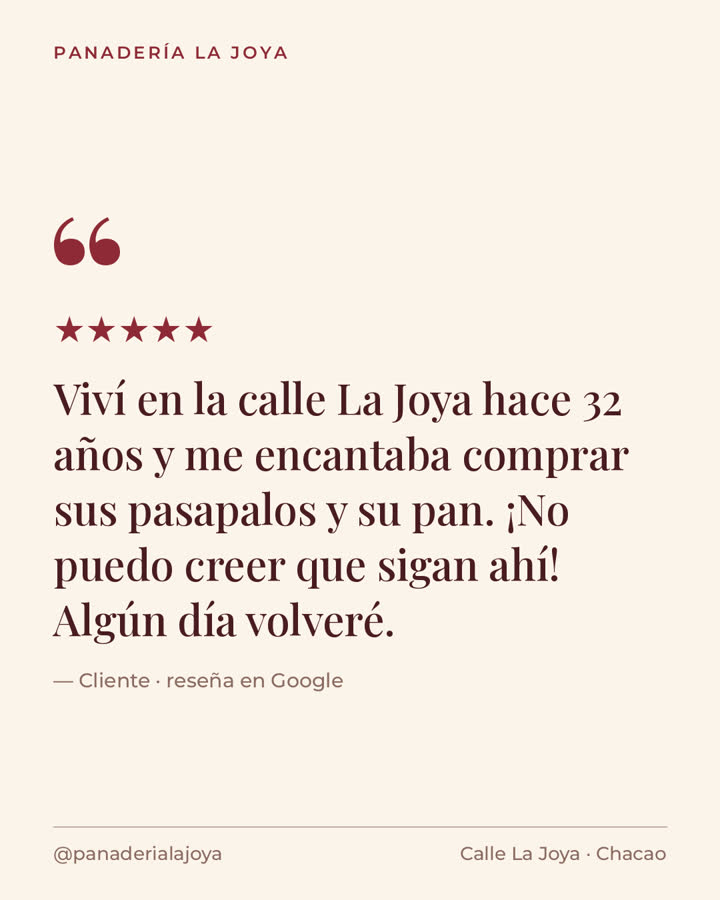 PANADERÍA LA JOYA
“
★★★★★
Viví en la calle La Joya hace 32
años y me encantaba comprar
sus pasapalos y su pan. ¡No
puedo creer que sigan ahí!
Algún día volveré.
— Cliente · reseña en Google
@panaderialajoya
Calle La Joya · Chacao